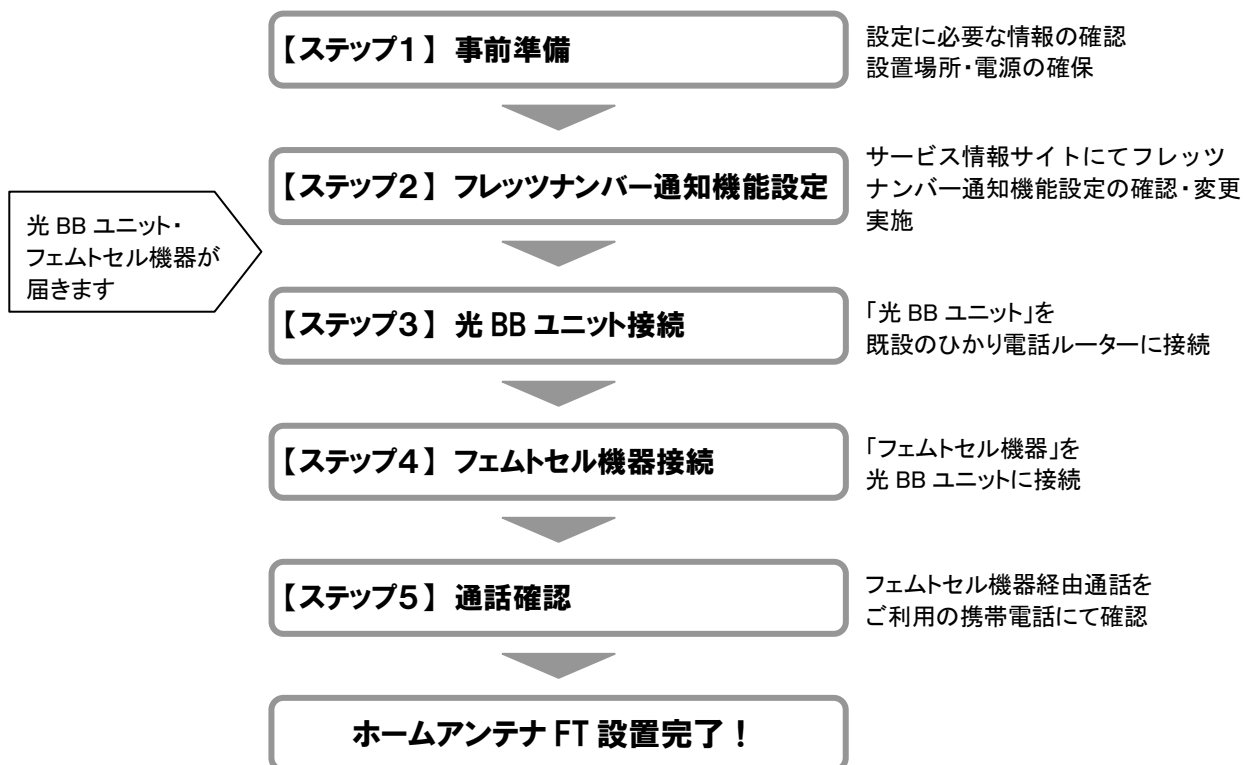 【ステップ1】 事前準備
設定に必要な情報の確認
設置場所・電源の確保
【ステップ2】 フレッツナンバー通知機能設定
サービス情報サイトにてフレッツ
ナンバー通知機能設定の確認・変更
実施
光 BB ユニット・
フェムトセル機器が
届きます
【ステップ3】 光 BB ユニット接続
「光 BB ユニット」を
既設のひかり電話ルーターに接続
【ステップ4】 フェムトセル機器接続
「フェムトセル機器」を
光 BB ユニットに接続
【ステップ5】 通話確認
フェムトセル機器経由通話を
ご利用の携帯電話にて確認
ホームアンテナ FT 設置完了！